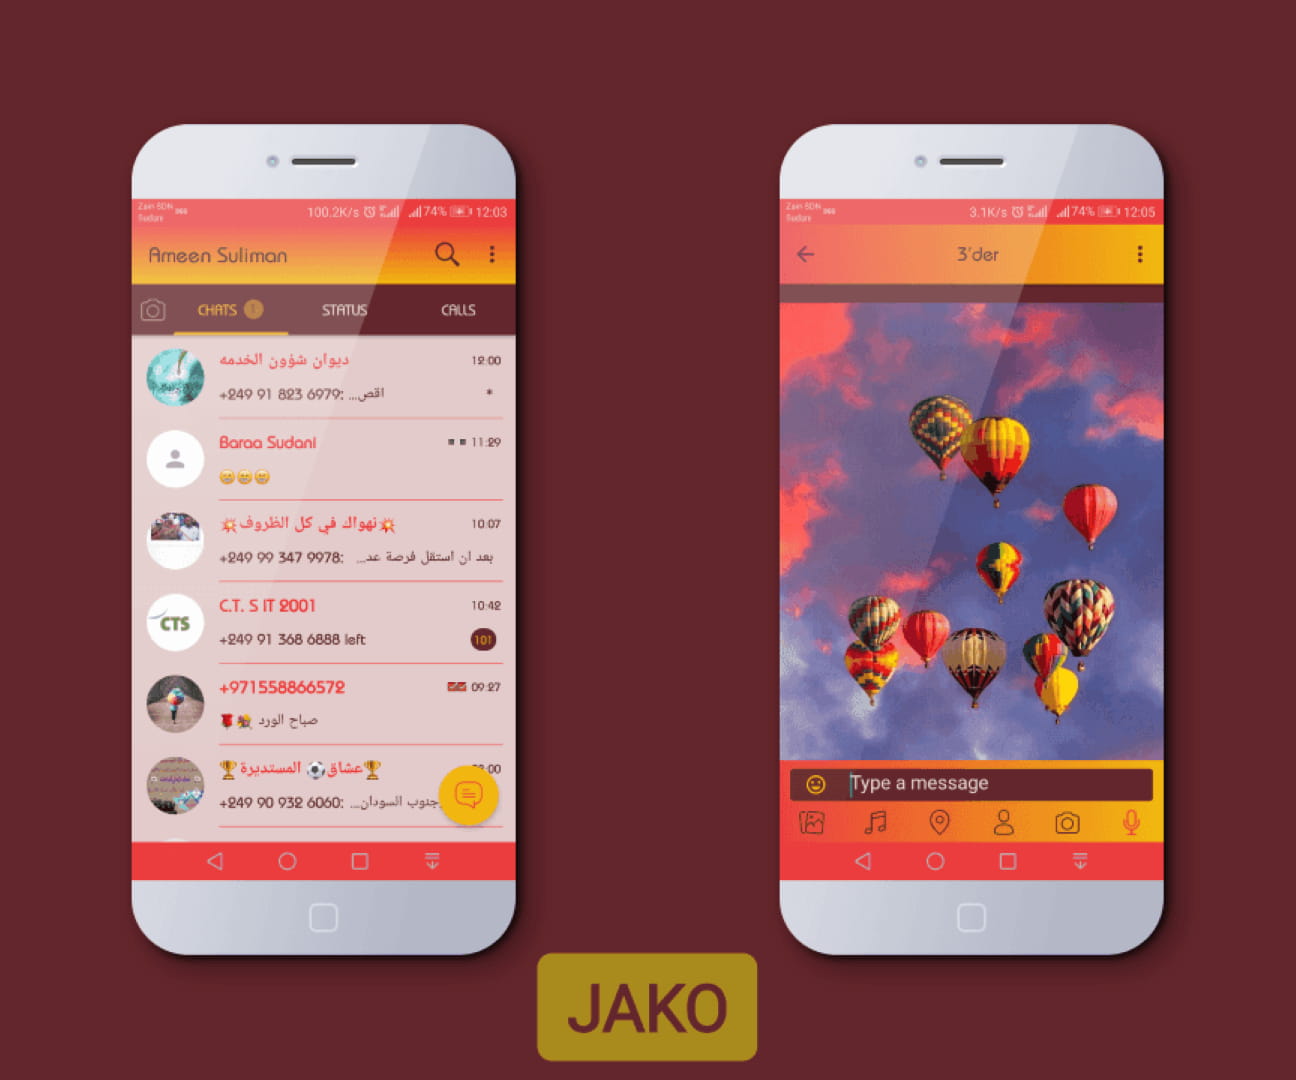 Zain SDN
Sudani
100.2K/s 74% 12:03
Ameen Suliman
CHATS 1 STATUS CALLS
ديوان شؤون الخدمه 12:00
+249 91 823 6979: اقص...
Baraa Sudani 11:29
💥نهواك في كل الظروف💥 10:07
+249 99 347 9978: بعد ان استقل فرصة عد...
C.T. S IT 2001 10:42
CTS
+249 91 368 6888 left 101
+971558866572 09:27
صباح الورد
🏆عشاق⚽ المستديرة🏆 :00
+249 90 932 6060: جنوب السودان...
Zain SDN
Sudani
3.1K/s 74% 12:05
3'der
Type a message
JAKO